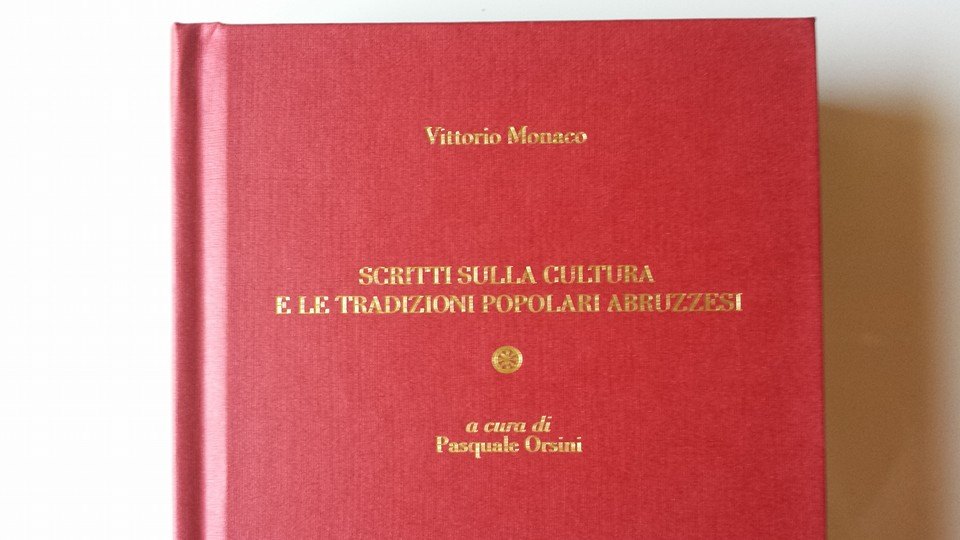 Vittorio Monaco
SCRITTI SULLA CULTURA
E LE TRADIZIONI POPOLARI ABRUZZESI
a cura di
Pasquale Orsini